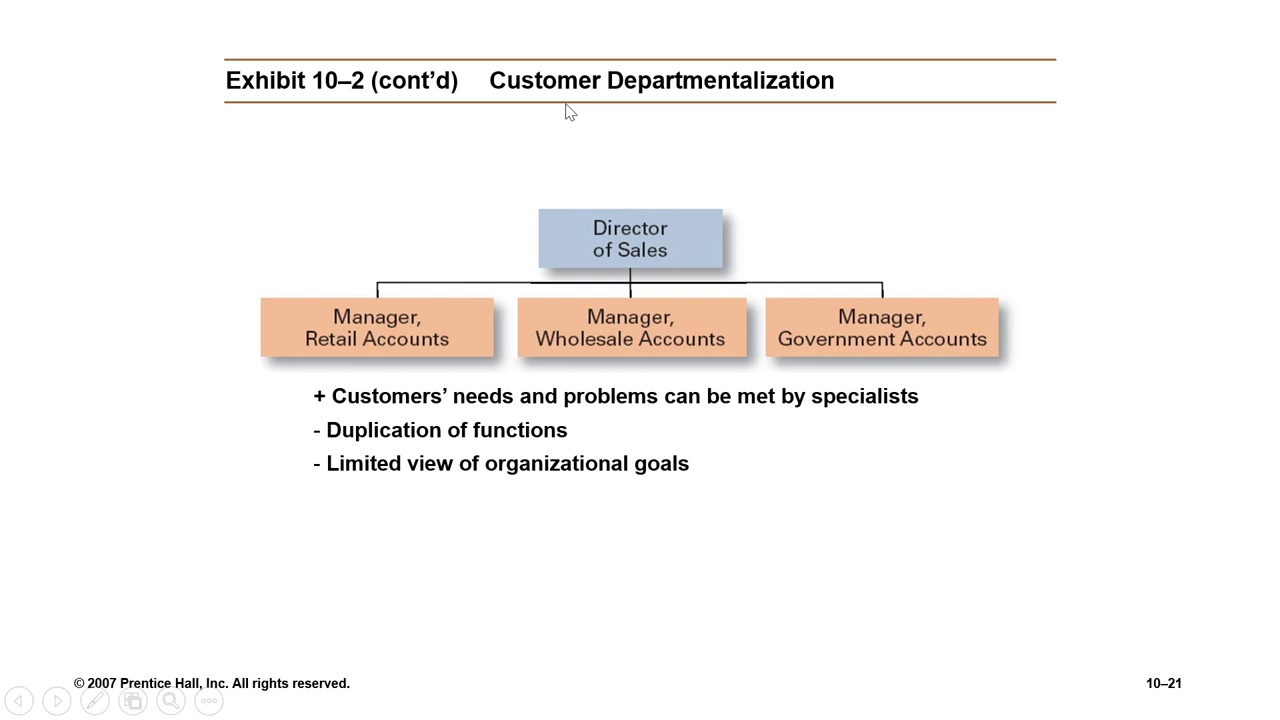 Exhibit 10–2 (cont’d) Customer Departmentalization
Director
of Sales
Manager,
Retail Accounts
Manager,
Wholesale Accounts
Manager,
Government Accounts
+ Customers’ needs and problems can be met by specialists
- Duplication of functions
- Limited view of organizational goals
© 2007 Prentice Hall, Inc. All rights reserved.
10–21